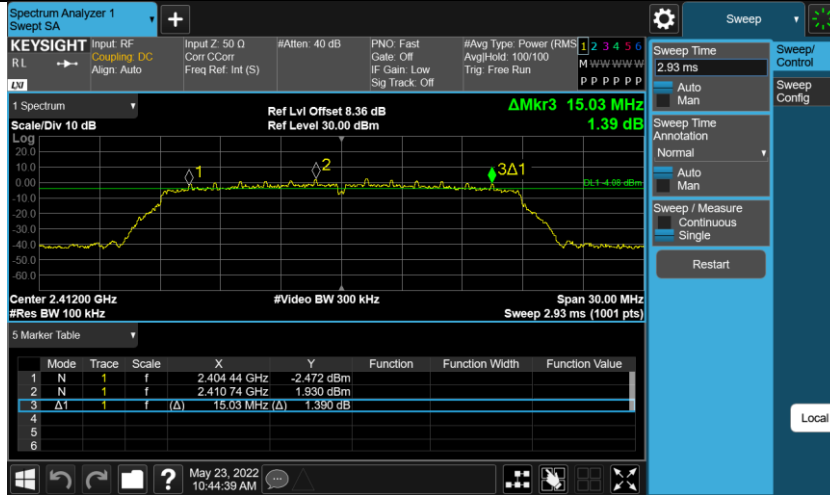 Spectrum Analyzer 1
Swept SA
+
Sweep
KEYSIGHT
RL
LXI
Input: RF
Coupling: DC
Align: Auto
Input Z: 50 Ω
Corr CCorr
Freq Ref: Int (S)
#Atten: 40 dB
PNO: Fast
Gate: Off
IF Gain: Low
Sig Track: Off
#Avg Type: Power (RMS
Avg|Hold: 100/100
Trig: Free Run
1 2 3 4 5 6
M W W W W W
P P P P P P
1 Spectrum
Scale/Div 10 dB
Ref Lvl Offset 8.36 dB
Ref Level 30.00 dBm
ΔMkr3 15.03 MHz
1.39 dB
Log
20.0
10.0
0.00
-10.0
-20.0
-30.0
-40.0
-50.0
-60.0
1
2
3Δ1
DL1 -4.08 dBm
Center 2.41200 GHz
#Res BW 100 kHz
#Video BW 300 kHz
Span 30.00 MHz
Sweep 2.93 ms (1001 pts)
5 Marker Table
Mode Trace Scale X Y Function Function Width Function Value
1 N 1 f 2.404 44 GHz -2.472 dBm
2 N 1 f 2.410 74 GHz 1.930 dBm
3 Δ1 1 f (Δ) 15.03 MHz (Δ) 1.390 dB
4
5
6
?
May 23, 2022
10:44:39 AM
Sweep Time
2.93 ms
Auto
Man
Sweep Time
Annotation
Normal
Auto
Man
Sweep / Measure
Continuous
Single
Restart
Sweep/
Control
Sweep
Config
Local